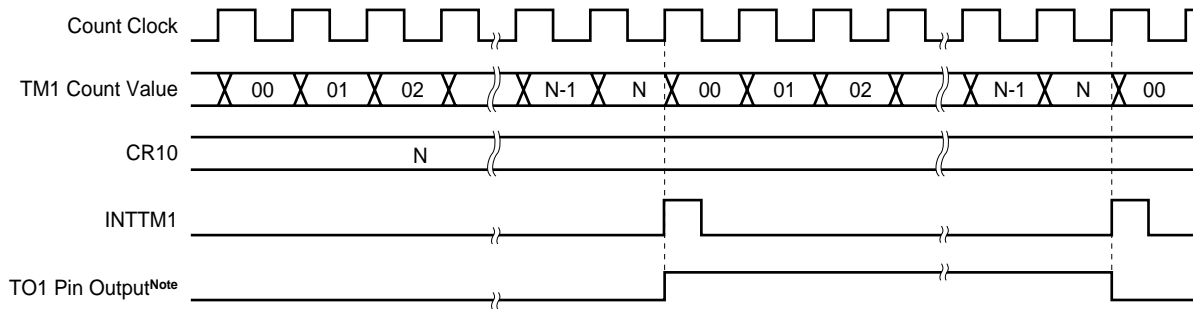 Count Clock
TM1 Count Value 00 01 02 N-1 N 00 01 02 N-1 N 00
CR10 N
INTTM1
TO1 Pin OutputNote